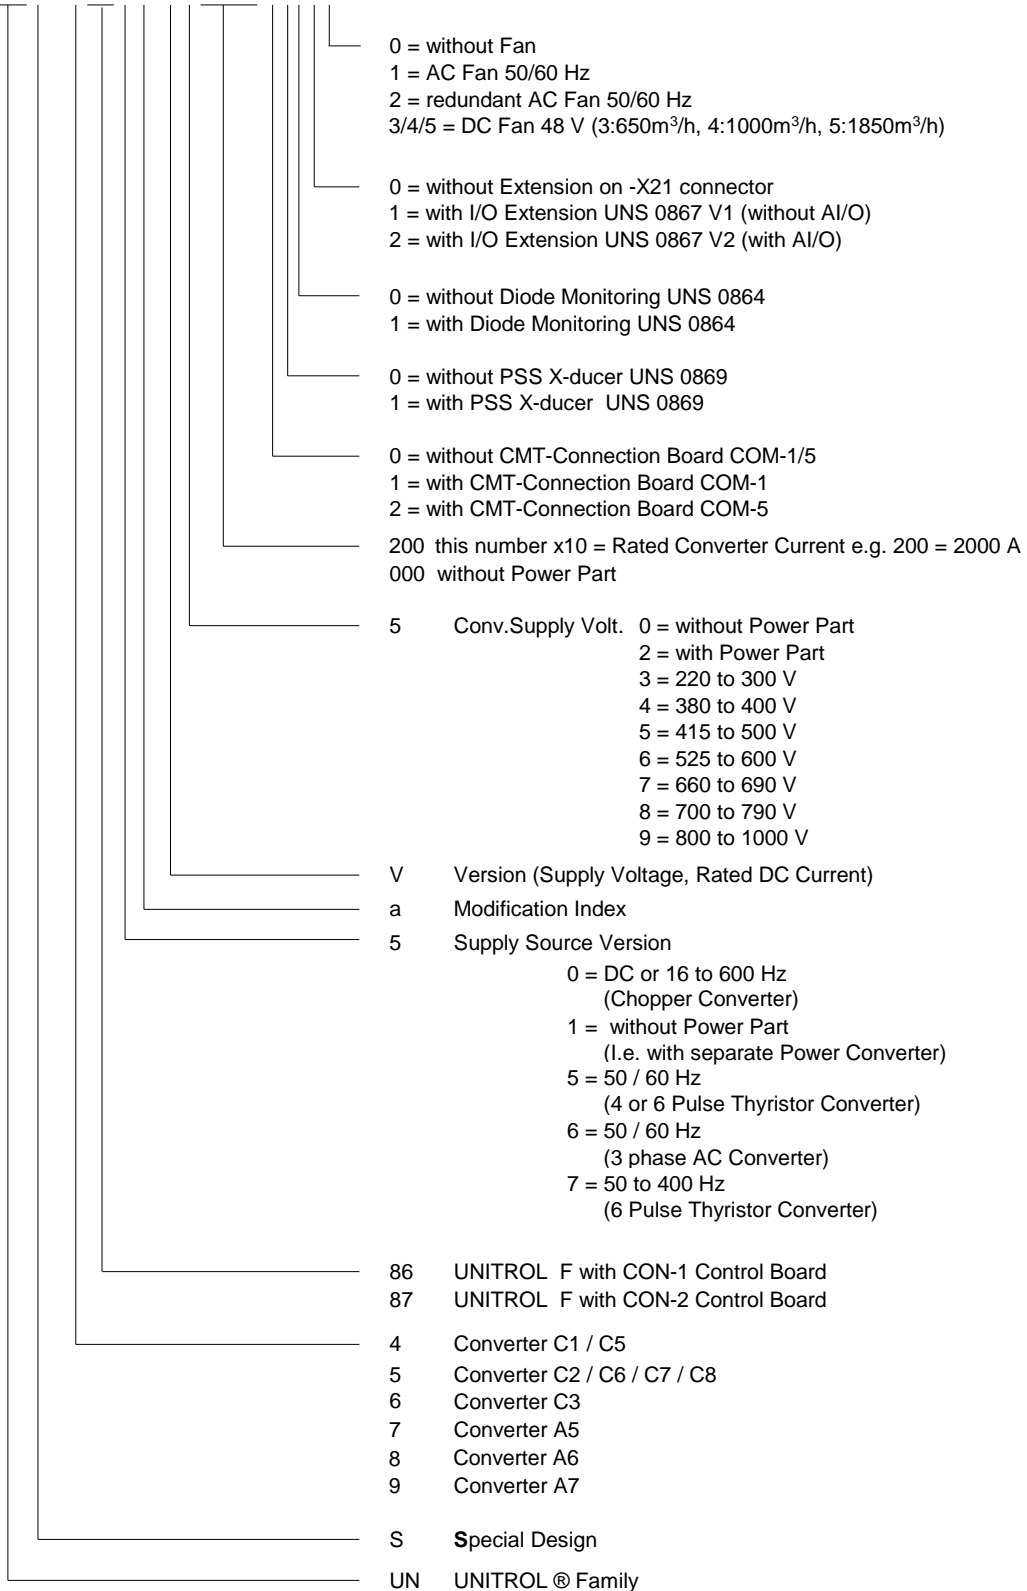 0 = without Fan
1 = AC Fan 50/60 Hz
2 = redundant AC Fan 50/60 Hz
3/4/5 = DC Fan 48 V (3:650m³/h, 4:1000m³/h, 5:1850m³/h)
0 = without Extension on -X21 connector
1 = with I/O Extension UNS 0867 V1 (without AI/O)
2 = with I/O Extension UNS 0867 V2 (with AI/O)
0 = without Diode Monitoring UNS 0864
1 = with Diode Monitoring UNS 0864
0 = without PSS X-ducer UNS 0869
1 = with PSS X-ducer UNS 0869
0 = without CMT-Connection Board COM-1/5
1 = with CMT-Connection Board COM-1
2 = with CMT-Connection Board COM-5
200 this number x10 = Rated Converter Current e.g. 200 = 2000 A
000 without Power Part
5 Conv.Supply Volt. 0 = without Power Part
2 = with Power Part
3 = 220 to 300 V
4 = 380 to 400 V
5 = 415 to 500 V
6 = 525 to 600 V
7 = 660 to 690 V
8 = 700 to 790 V
9 = 800 to 1000 V
V Version (Supply Voltage, Rated DC Current)
a Modification Index
5 Supply Source Version
0 = DC or 16 to 600 Hz
(Chopper Converter)
1 = without Power Part
(I.e. with separate Power Converter)
5 = 50 / 60 Hz
(4 or 6 Pulse Thyristor Converter)
6 = 50 / 60 Hz
(3 phase AC Converter)
7 = 50 to 400 Hz
(6 Pulse Thyristor Converter)
86 UNITROL F with CON-1 Control Board
87 UNITROL F with CON-2 Control Board
4 Converter C1 / C5
5 Converter C2 / C6 / C7 / C8
6 Converter C3
7 Converter A5
8 Converter A6
9 Converter A7
S Special Design
UN UNITROL ® Family